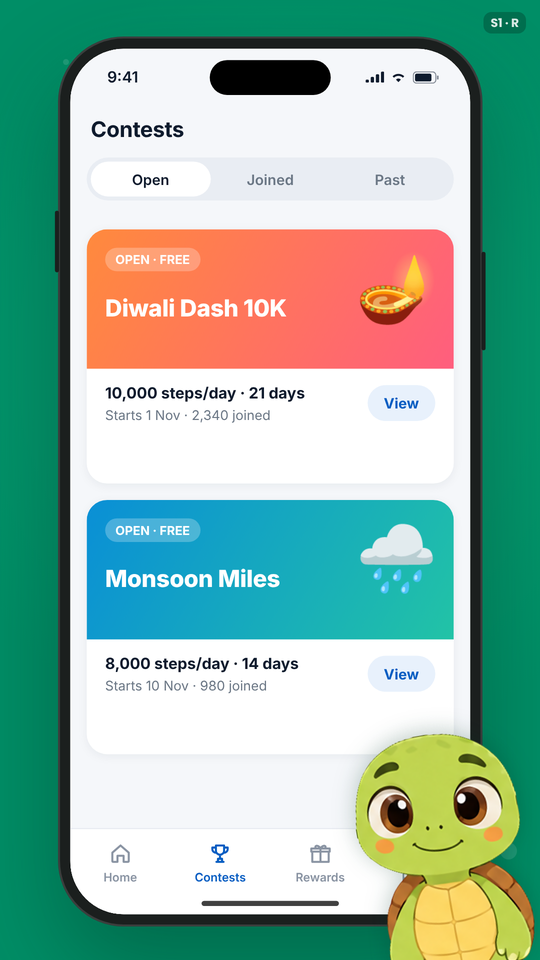 S1 · R
9:41
Contests
Open Joined Past
OPEN · FREE
Diwali Dash 10K
10,000 steps/day · 21 days
Starts 1 Nov · 2,340 joined
View
OPEN · FREE
Monsoon Miles
8,000 steps/day · 14 days
Starts 10 Nov · 980 joined
View
Home Contests Rewards